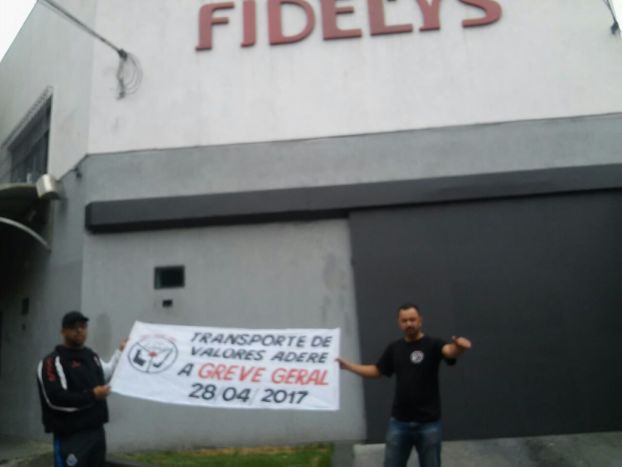 FIDELYS
TRANSPORTE DE
VALORES ADERE
A GREVE GERAL
28 04 2017